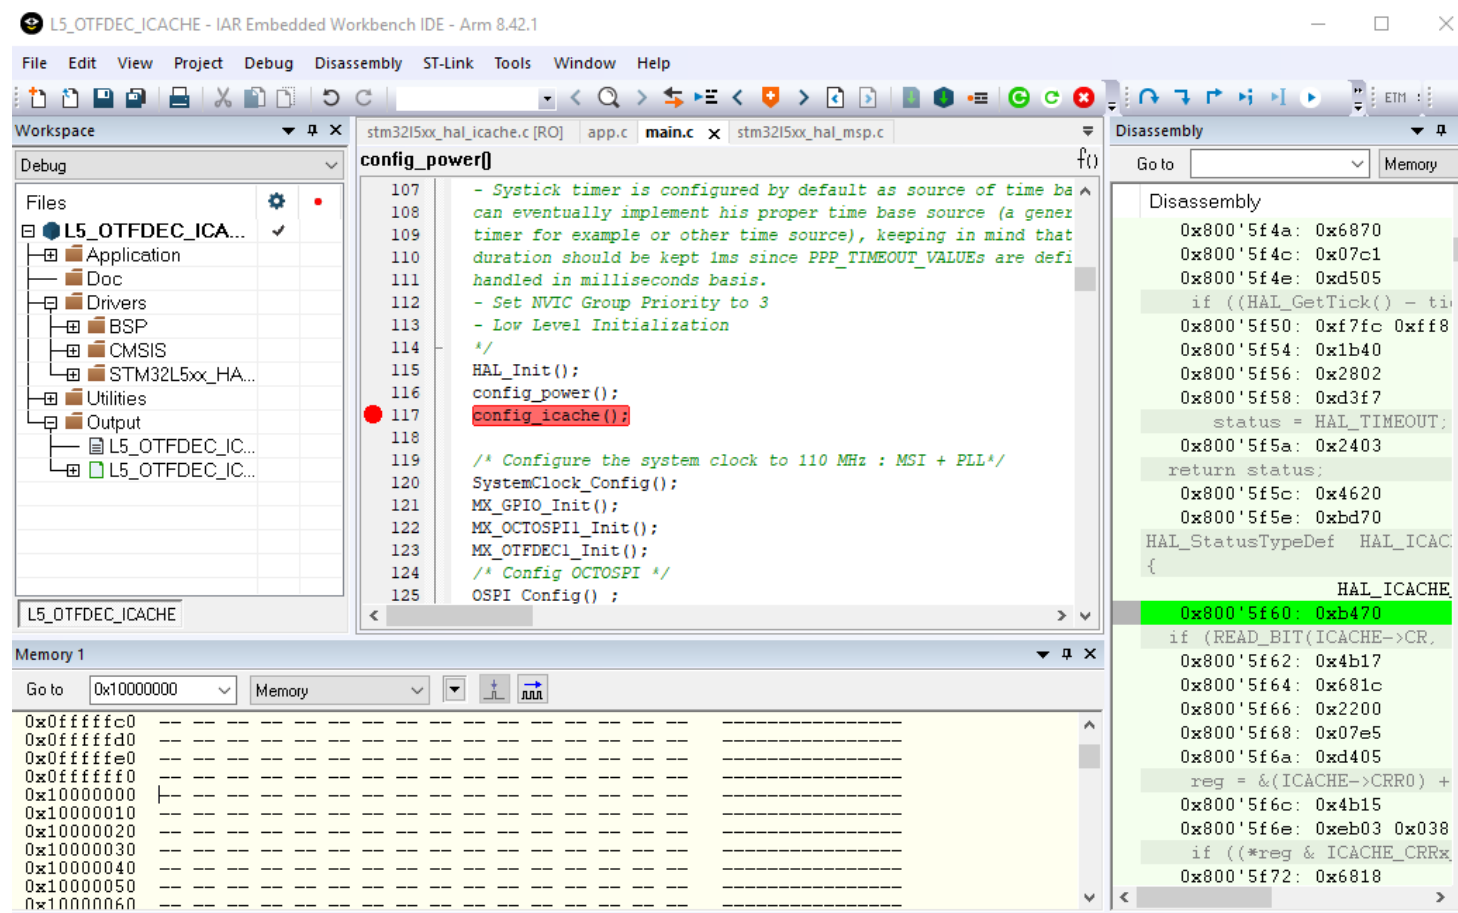 L5_OTFDEC_ICACHE - IAR Embedded Workbench IDE - Arm 8.42.1
File Edit View Project Debug Disassembly ST-Link Tools Window Help
ETM
Workspace
Debug
Files
L5_OTFDEC_ICA...
Application
Doc
Drivers
BSP
CMSIS
STM32L5xx_HA...
Utilities
Output
L5_OTFDEC_IC...
L5_OTFDEC_IC...
L5_OTFDEC_ICACHE
stm32l5xx_hal_icache.c [RO] app.c main.c stm32l5xx_hal_msp.c
config_power()
f()
107 - Systick timer is configured by default as source of time ba
108 can eventually implement his proper time base source (a gener
109 timer for example or other time source), keeping in mind that
110 duration should be kept 1ms since PPP_TIMEOUT_VALUEs are defi
111 handled in milliseconds basis.
112 - Set NVIC Group Priority to 3
113 - Low Level Initialization
114 */
115 HAL_Init();
116 config_power();
117 config_icache();
118
119 /* Configure the system clock to 110 MHz : MSI + PLL*/
120 SystemClock_Config();
121 MX_GPIO_Init();
122 MX_OCTOSPI1_Init();
123 MX_OTFDEC1_Init();
124 /* Config OCTOSPI */
125 OSPI_Config() ;
Disassembly
Go to Memory
Disassembly
0x800'5f4a: 0x6870
0x800'5f4c: 0x07c1
0x800'5f4e: 0xd505
if ((HAL_GetTick() - ti
0x800'5f50: 0xf7fc 0xff8
0x800'5f54: 0x1b40
0x800'5f56: 0x2802
0x800'5f58: 0xd3f7
status = HAL_TIMEOUT;
0x800'5f5a: 0x2403
return status;
0x800'5f5c: 0x4620
0x800'5f5e: 0xbd70
HAL_StatusTypeDef HAL_ICAC
{
HAL_ICACHE_
0x800'5f60: 0xb470
if (READ_BIT(ICACHE->CR,
0x800'5f62: 0x4b17
0x800'5f64: 0x681c
0x800'5f66: 0x2200
0x800'5f68: 0x07e5
0x800'5f6a: 0xd405
reg = &(ICACHE->CRR0) +
0x800'5f6c: 0x4b15
0x800'5f6e: 0xeb03 0x038
if ((*reg & ICACHE_CRRx_
0x800'5f72: 0x6818
Memory 1
Go to 0x10000000 Memory
0x0fffffc0 -- -- -- -- -- -- -- -- -- -- -- -- -- -- -- -- ----------------
0x0fffffd0 -- -- -- -- -- -- -- -- -- -- -- -- -- -- -- -- ----------------
0x0fffffe0 -- -- -- -- -- -- -- -- -- -- -- -- -- -- -- -- ----------------
0x0ffffff0 -- -- -- -- -- -- -- -- -- -- -- -- -- -- -- -- ----------------
0x10000000 -- -- -- -- -- -- -- -- -- -- -- -- -- -- -- -- ----------------
0x10000010 -- -- -- -- -- -- -- -- -- -- -- -- -- -- -- -- ----------------
0x10000020 -- -- -- -- -- -- -- -- -- -- -- -- -- -- -- -- ----------------
0x10000030 -- -- -- -- -- -- -- -- -- -- -- -- -- -- -- -- ----------------
0x10000040 -- -- -- -- -- -- -- -- -- -- -- -- -- -- -- -- ----------------
0x10000050 -- -- -- -- -- -- -- -- -- -- -- -- -- -- -- -- ----------------
0x10000060 -- -- -- -- -- -- -- -- -- -- -- -- -- -- -- -- ----------------